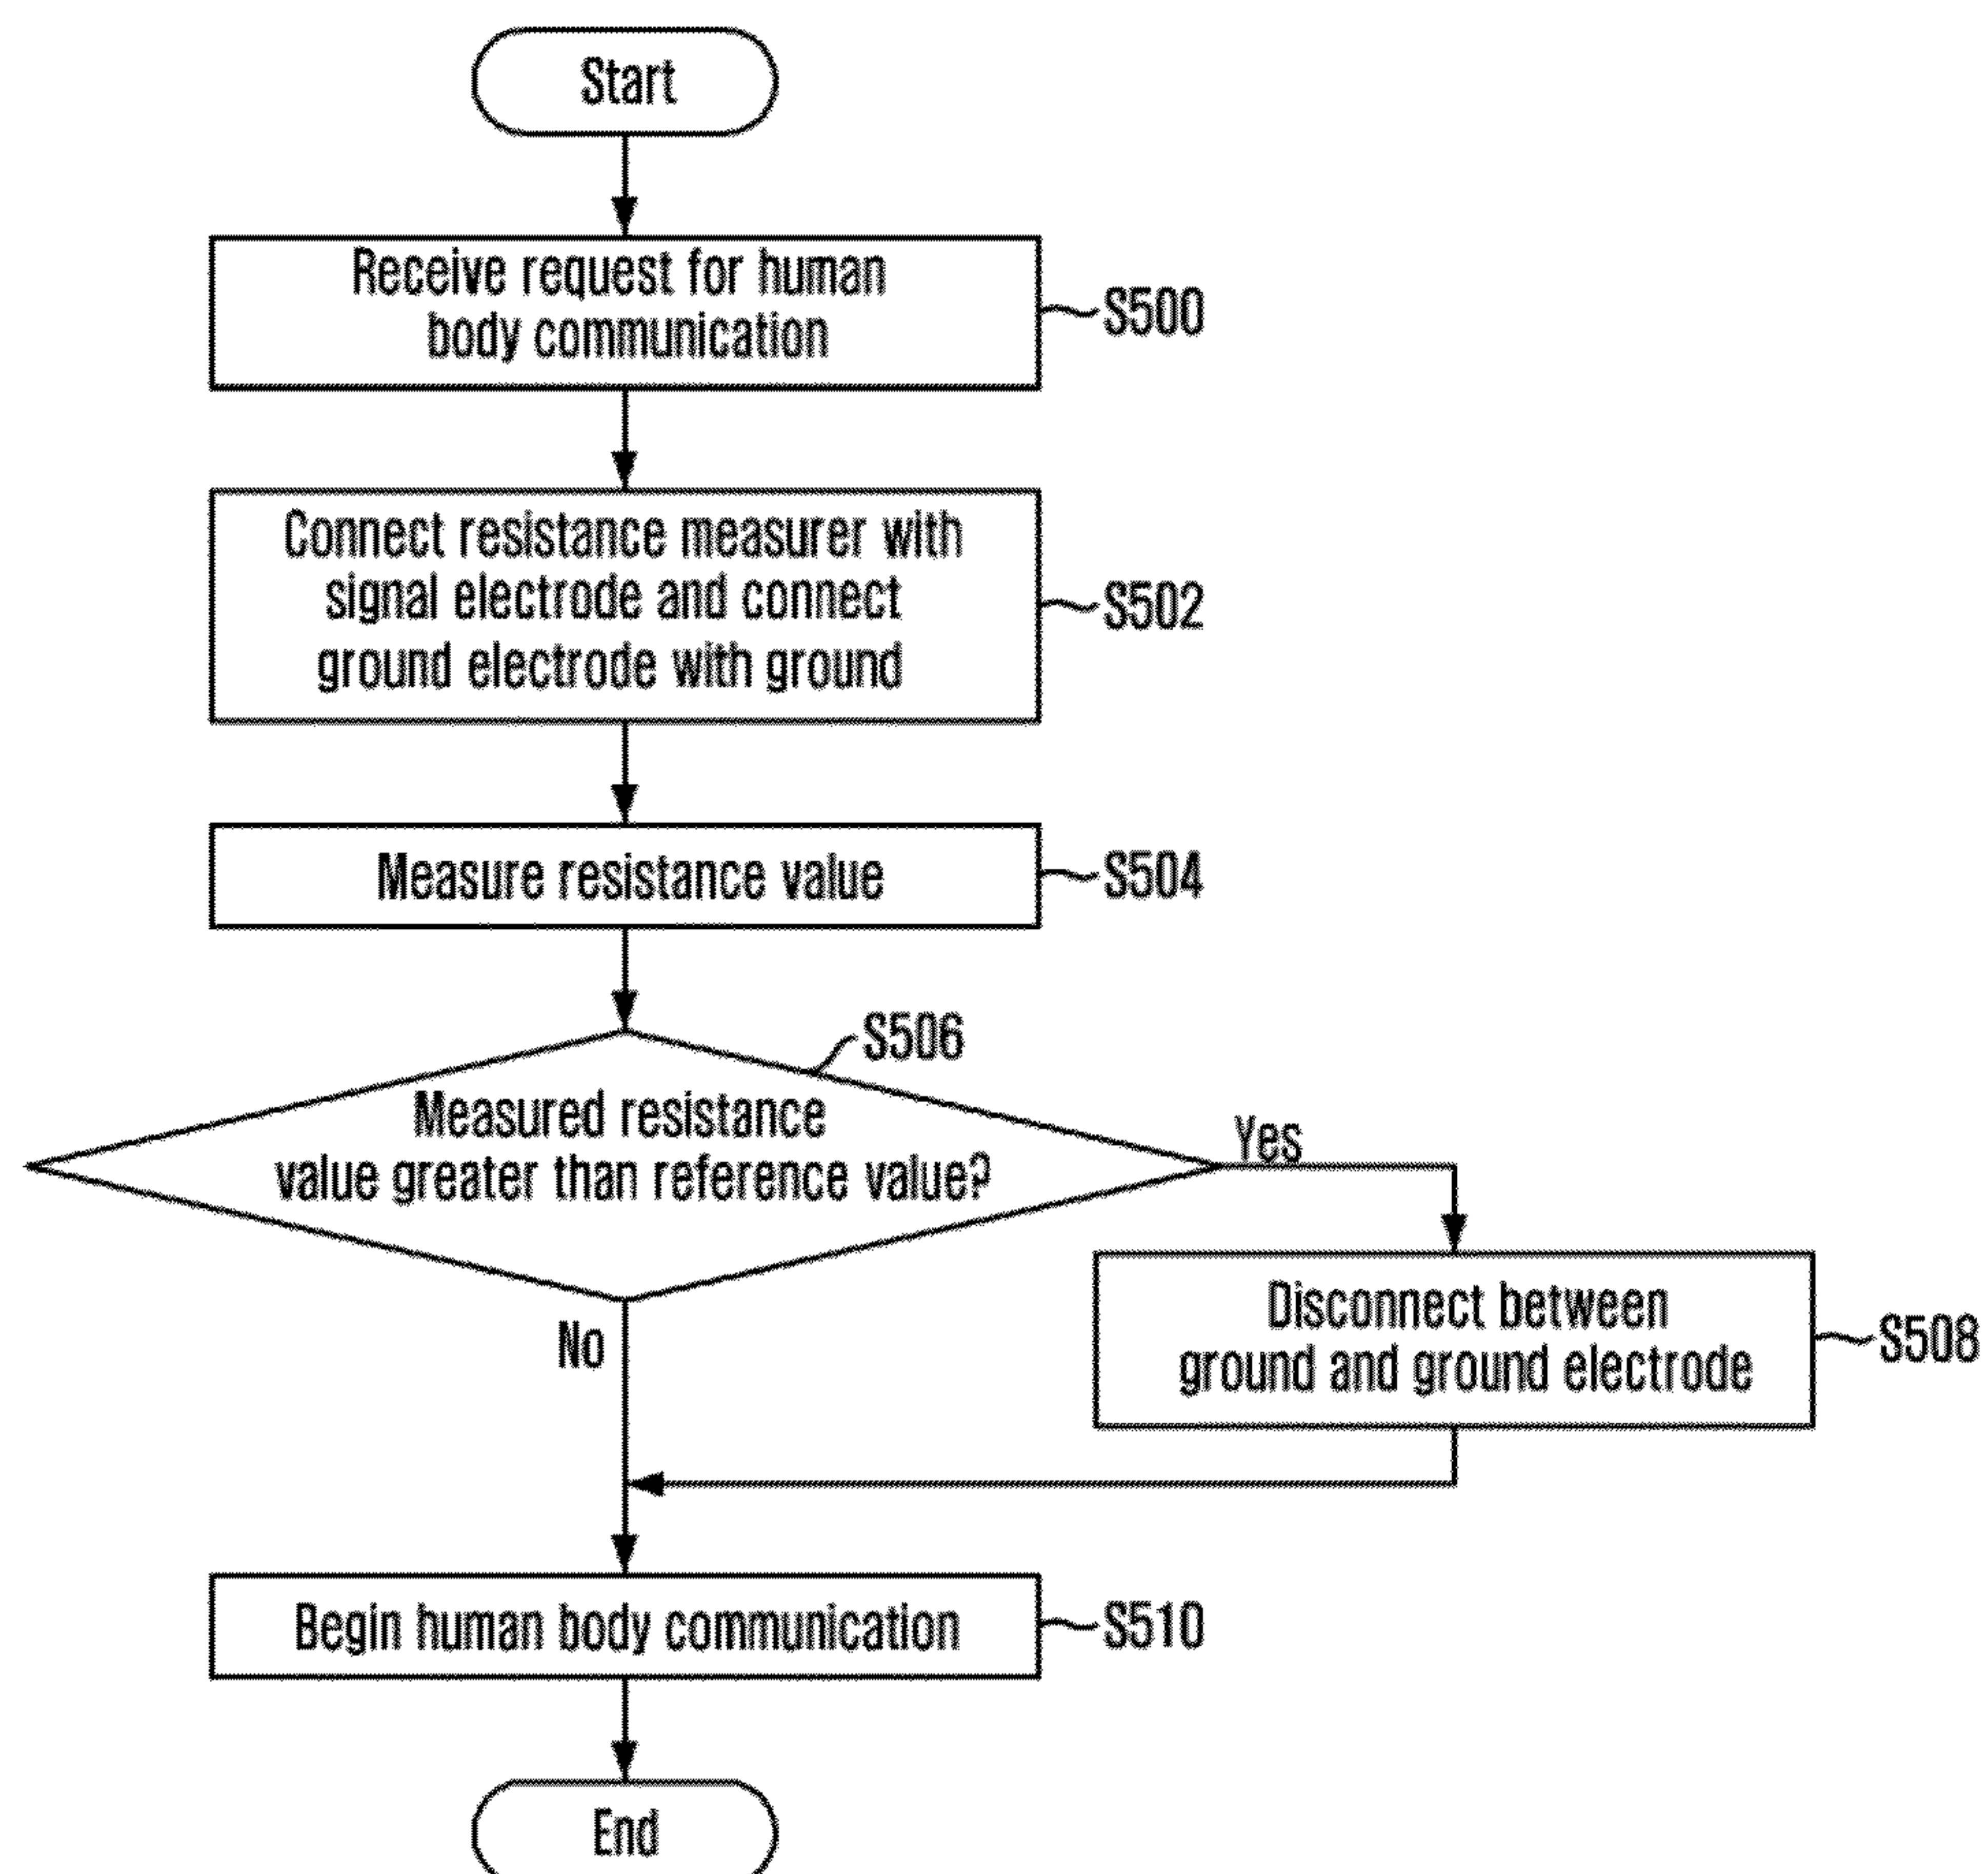 Start
Receive request for human
body communication
S500
Connect resistance measurer with
signal electrode and connect
ground electrode with ground
S502
Measure resistance value
S504
S506
Measured resistance
value greater than reference value?
Yes
No
Disconnect between
ground and ground electrode
S508
Begin human body communication
S510
End